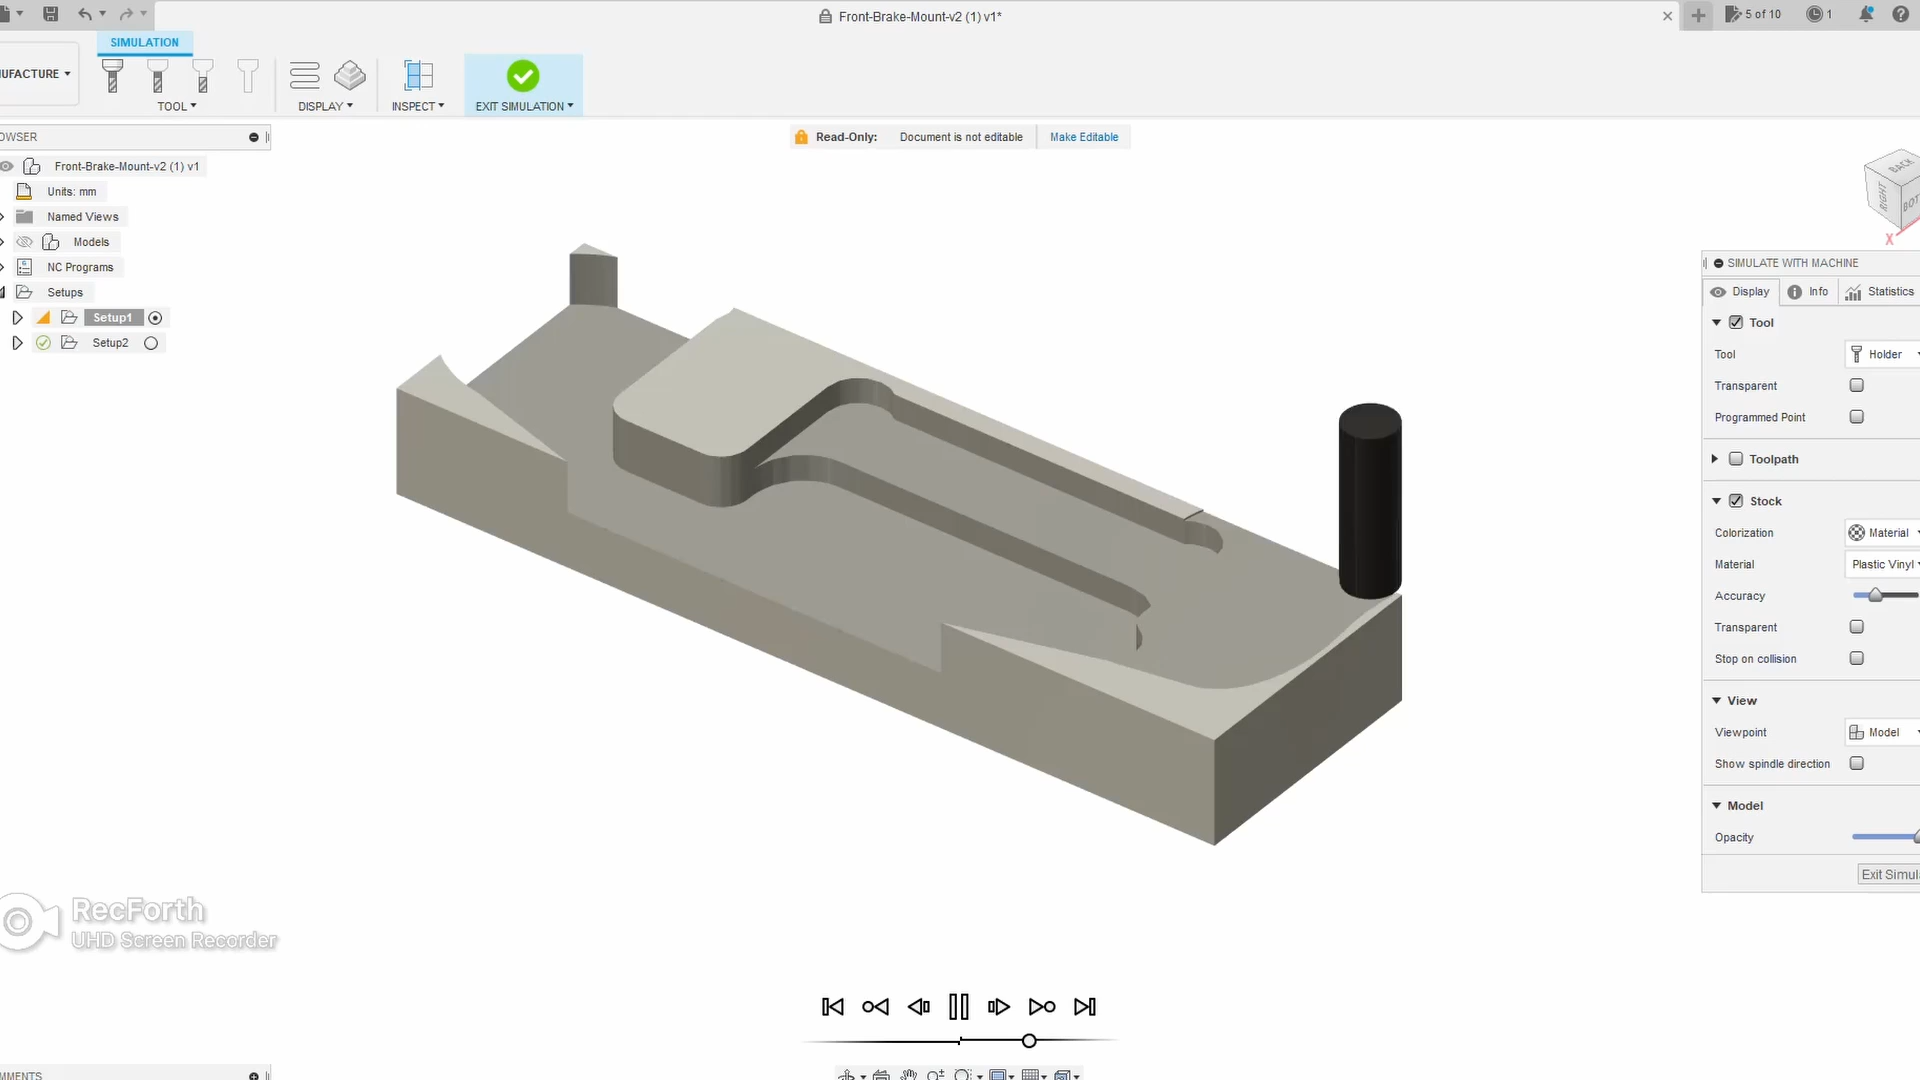 Front-Brake-Mount-v2 (1) v1*
5 of 10
1
SIMULATION
UFACTURE
TOOL
DISPLAY
INSPECT
EXIT SIMULATION
OWSER
Read-Only: Document is not editable Make Editable
Front-Brake-Mount-v2 (1) v1
Units: mm
Named Views
Models
NC Programs
Setups
Setup1
Setup2
BACK
RIGHT
BOT
X
SIMULATE WITH MACHINE
Display Info Statistics
Tool
Tool Holder
Transparent
Programmed Point
Toolpath
Stock
Colorization Material
Material Plastic Vinyl
Accuracy
Transparent
Stop on collision
View
Viewpoint Model
Show spindle direction
Model
Opacity
Exit Simul
RecForth
UHD Screen Recorder
MMENTS